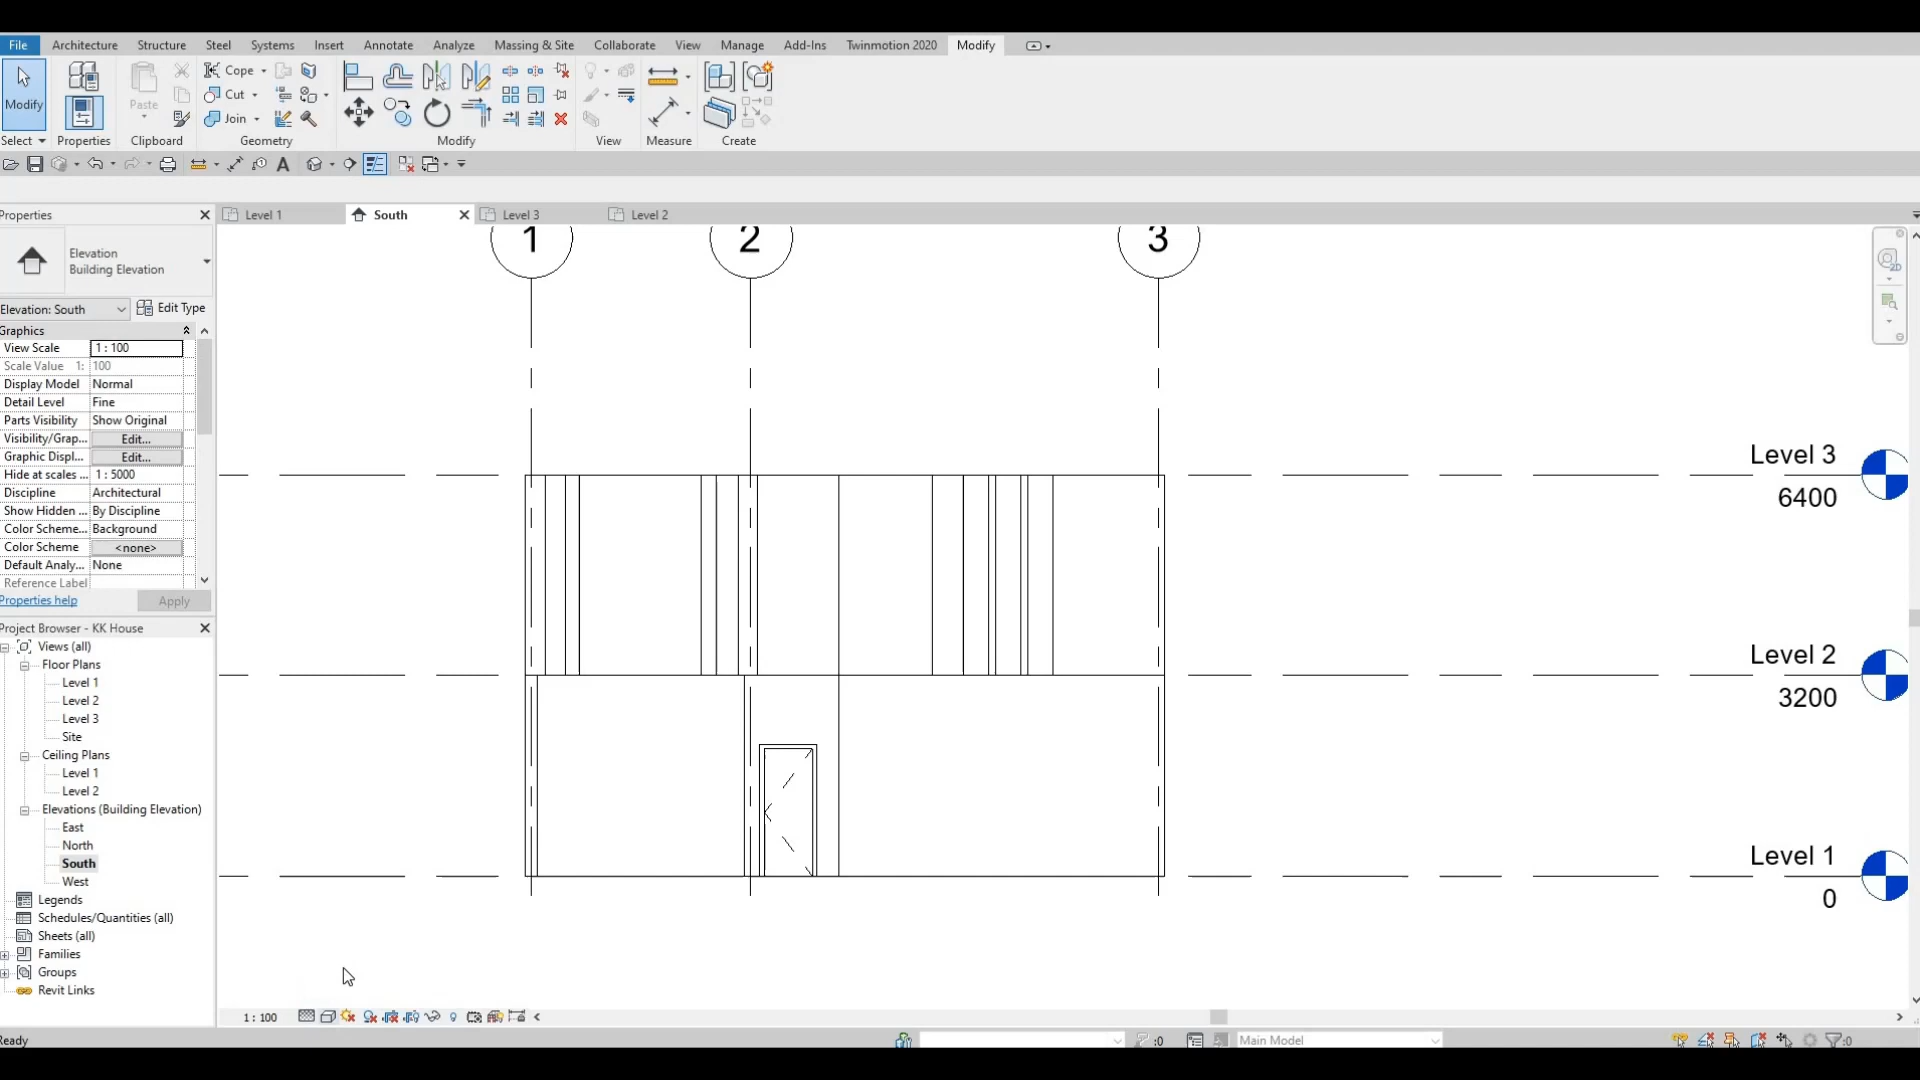 File Architecture Structure Steel Systems Insert Annotate Analyze Massing & Site Collaborate View Manage Add-Ins Twinmotion 2020 Modify
Modify
Paste
Cope
Cut
Join
Select Properties Clipboard Geometry Modify View Measure Create
A
Properties
Level 1 South Level 3 Level 2
Elevation
Building Elevation
Elevation: South Edit Type
Graphics
View Scale 1 : 100
Scale Value 1: 100
Display Model Normal
Detail Level Fine
Parts Visibility Show Original
Visibility/Grap... Edit...
Graphic Displ... Edit...
Hide at scales ... 1 : 5000
Discipline Architectural
Show Hidden ... By Discipline
Color Scheme... Background
Color Scheme <none>
Default Analy... None
Reference Label
Properties help Apply
Project Browser - KK House
Views (all)
Floor Plans
Level 1
Level 2
Level 3
Site
Ceiling Plans
Level 1
Level 2
Elevations (Building Elevation)
East
North
South
West
Legends
Schedules/Quantities (all)
Sheets (all)
Families
Groups
Revit Links
1 2 3
2D
Level 3
6400
Level 2
3200
Level 1
0
1 : 100
Ready :0 Main Model :0